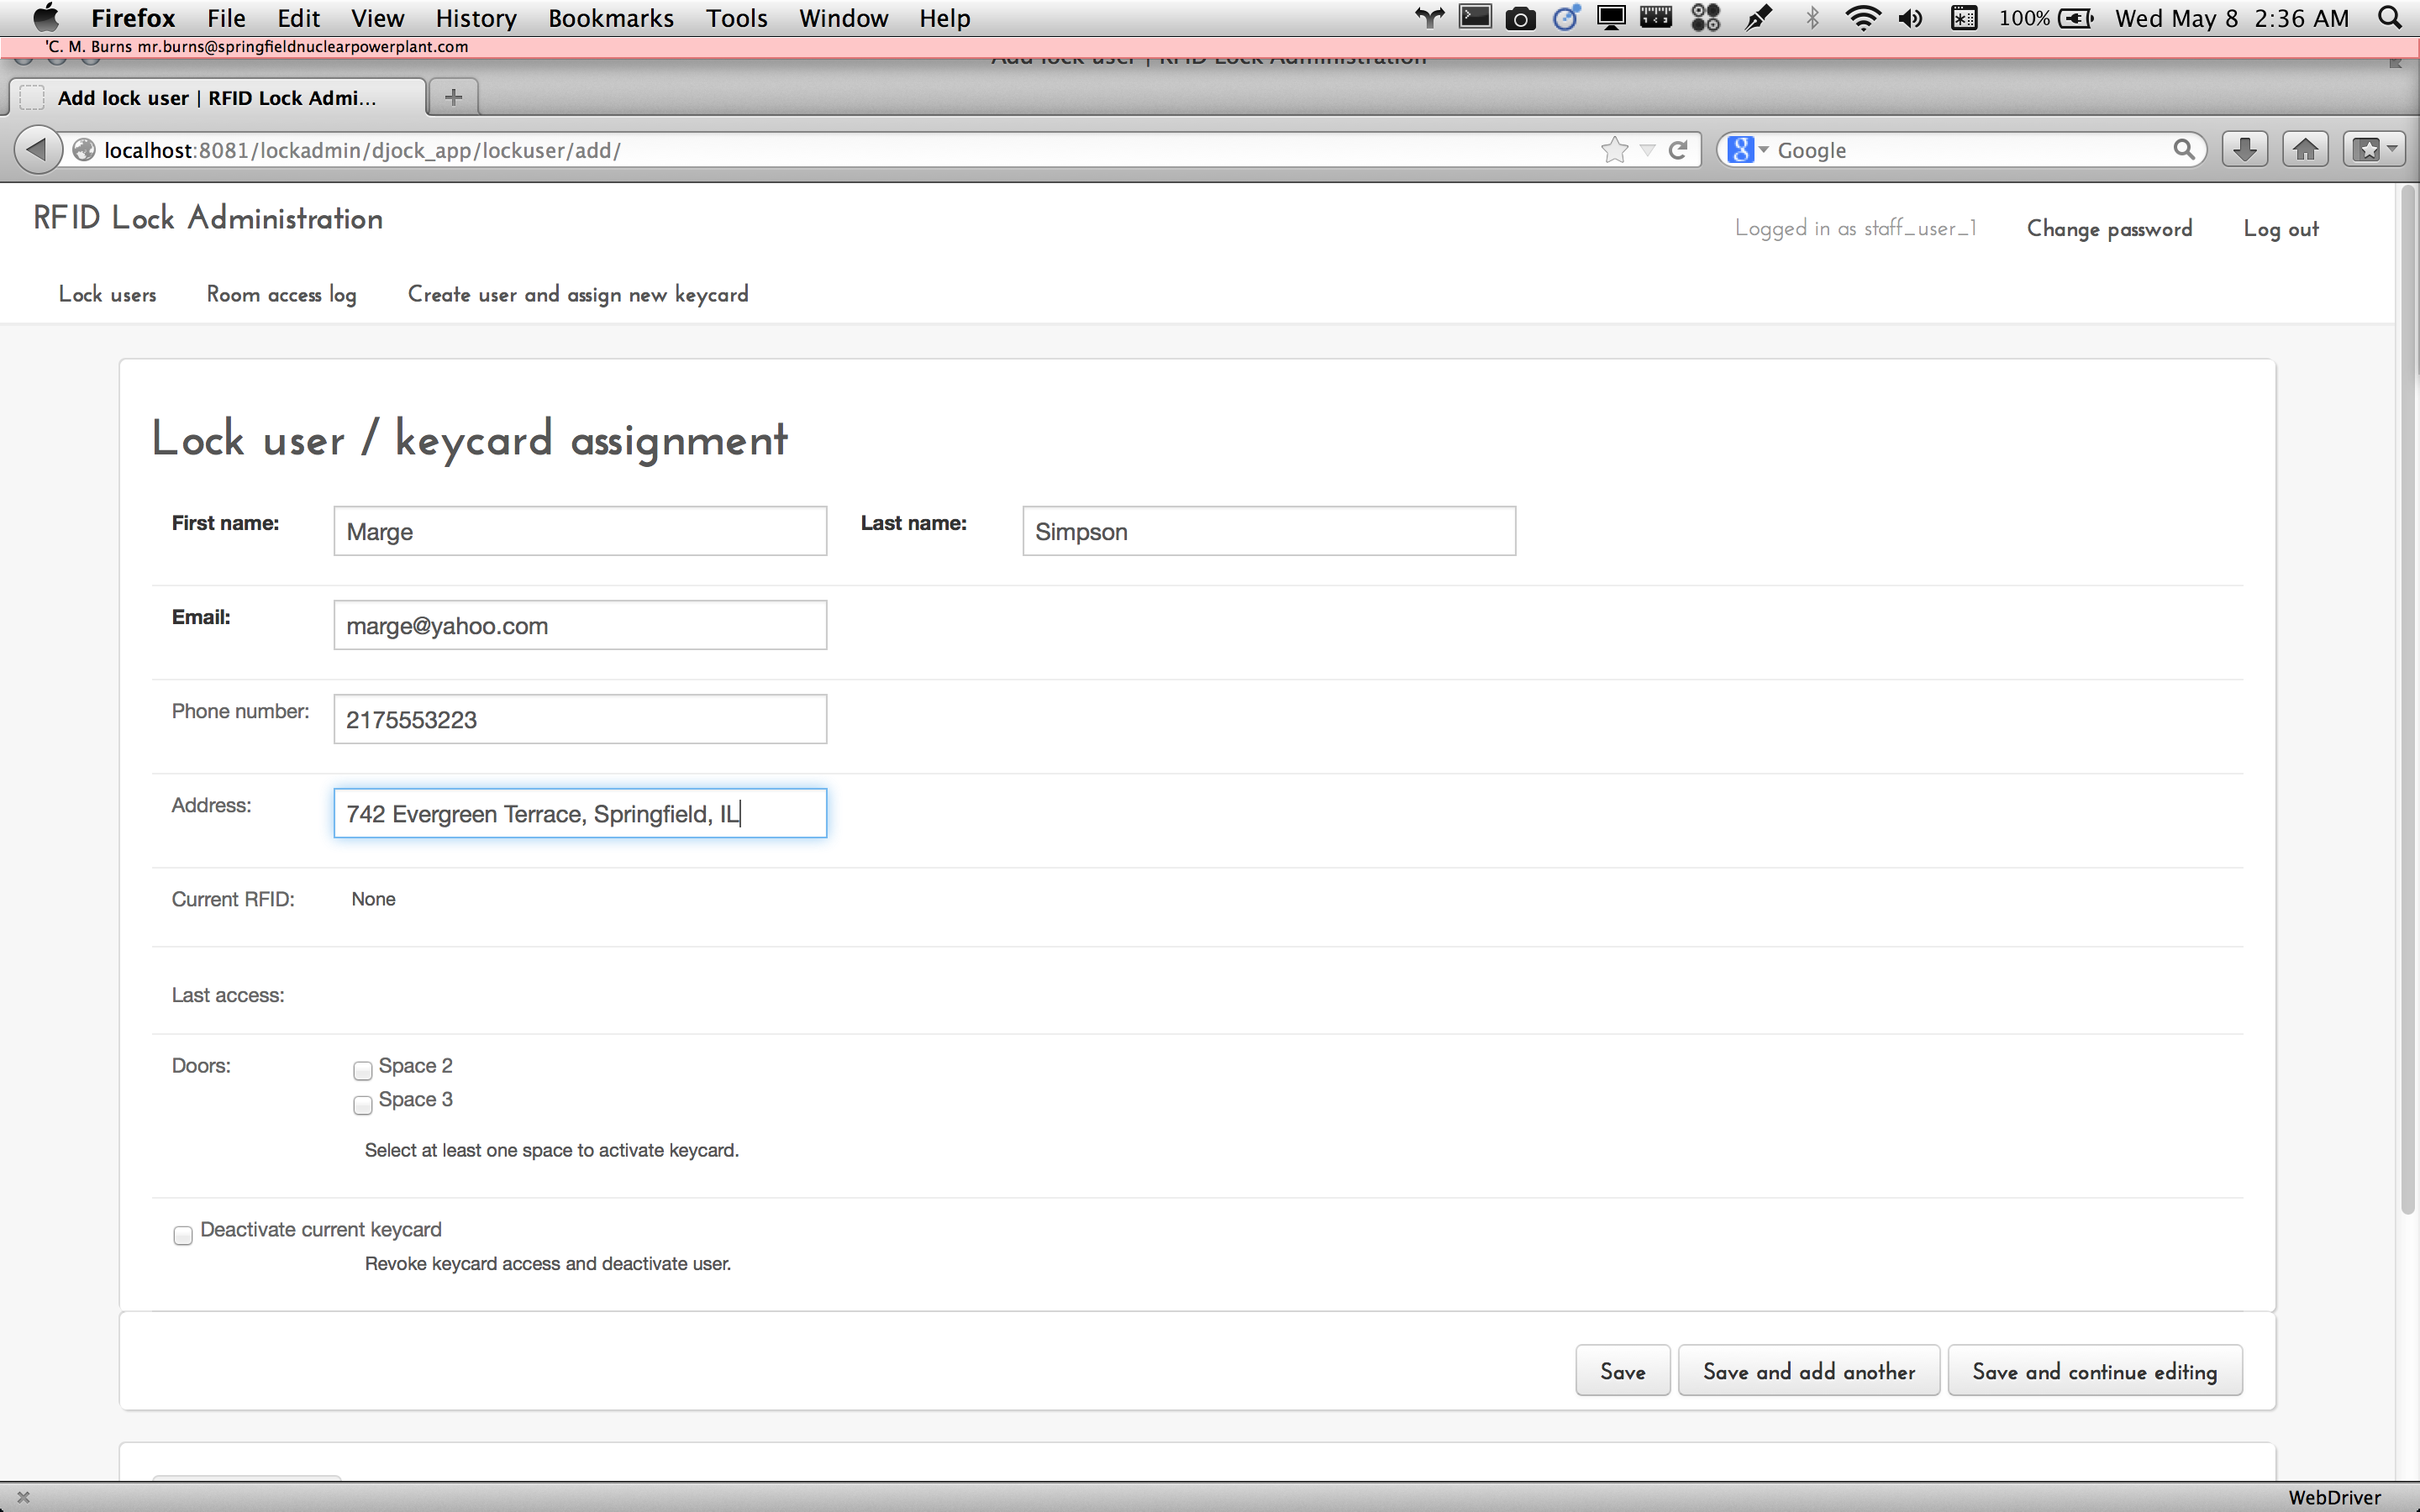 Firefox File Edit View History Bookmarks Tools Window Help 100% Wed May 8 2:36 AM
'C. M. Burns mr.burns@springfieldnuclearpowerplant.com
Add lock user | RFID Lock Administration
Add lock user | RFID Lock Admi...
localhost:8081/lockadmin/djock_app/lockuser/add/ Google
RFID Lock Administration
Logged in as staff_user_1 Change password Log out
Lock users Room access log Create user and assign new keycard
Lock user / keycard assignment
First name: Marge Last name: Simpson
Email: marge@yahoo.com
Phone number: 2175553223
Address: 742 Evergreen Terrace, Springfield, IL
Current RFID: None
Last access:
Doors: Space 2
Space 3
Select at least one space to activate keycard.
Deactivate current keycard
Revoke keycard access and deactivate user.
Save Save and add another Save and continue editing
WebDriver